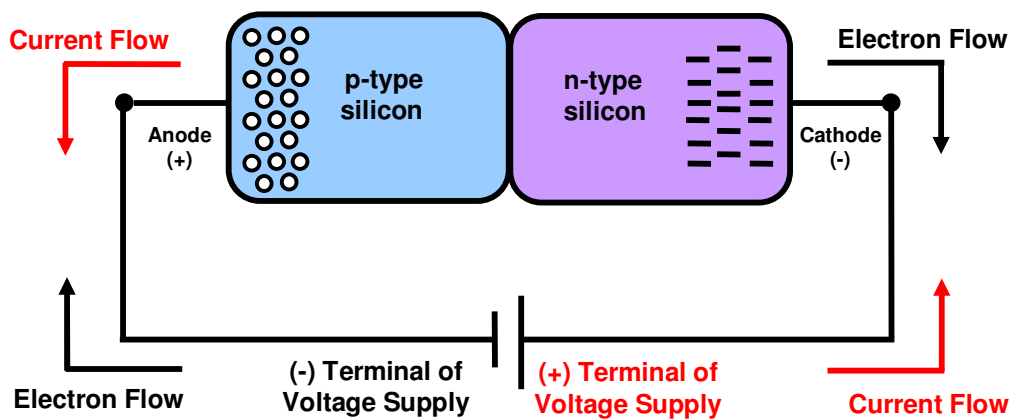 Current Flow
Electron Flow
p-type
silicon
n-type
silicon
Anode
(+)
Cathode
(-)
(-) Terminal of
Voltage Supply
(+) Terminal of
Voltage Supply
Electron Flow
Current Flow